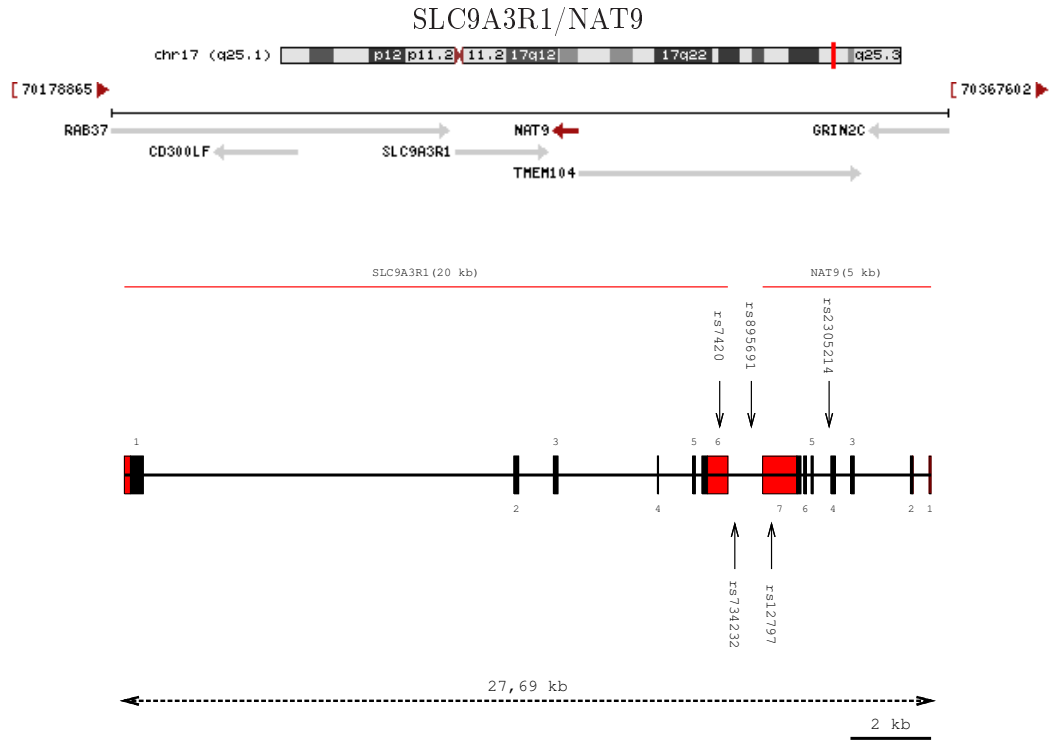 SLC9A3R1/NAT9
chr17 (q25.1) p12 p11.2 11.2 17q12 17q22 q25.3
[ 70178865 [ 70367602
RAB37 NAT9 GRIN2C
CD300LF SLC9A3R1
TMEM104
SLC9A3R1(20 kb) NAT9(5 kb)
rs7420 rs895691 rs2305214
1 3 5 6 5 3
2 4 7 6 4 2 1
rs734232 rs12797
27,69 kb
2 kb